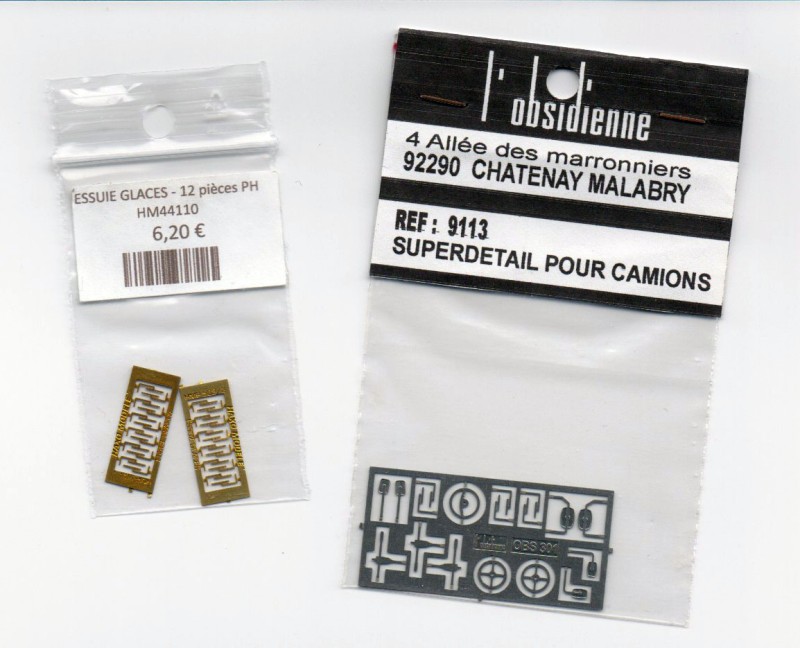 ESSUIE GLACES - 12 pièces PH
HM44110
6,20 €
obsidienne
4 Allée des marronniers
92290 CHATENAY MALABRY
REF : 9113
SUPERDETAIL POUR CAMIONS
OBS 301